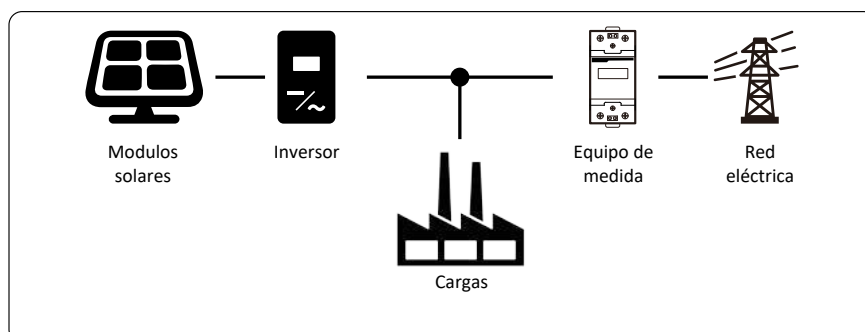 Modulos
solares
Inversor
Equipo de
medida
Red
eléctrica
Cargas